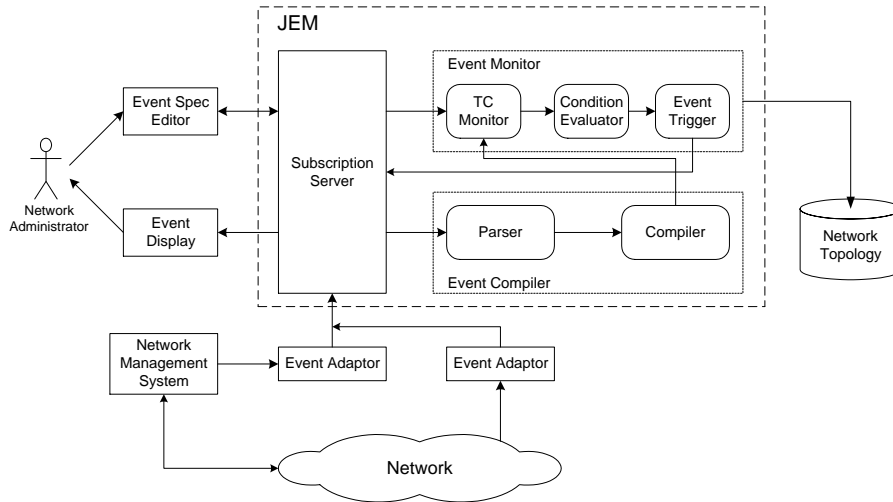 JEM
Event Monitor
Event Spec
Editor
TC
Monitor
Condition
Evaluator
Event
Trigger
Subscription
Server
Network
Administrator
Event
Display
Parser
Compiler
Event Compiler
Network
Topology
Network
Management
System
Event Adaptor
Event Adaptor
Network